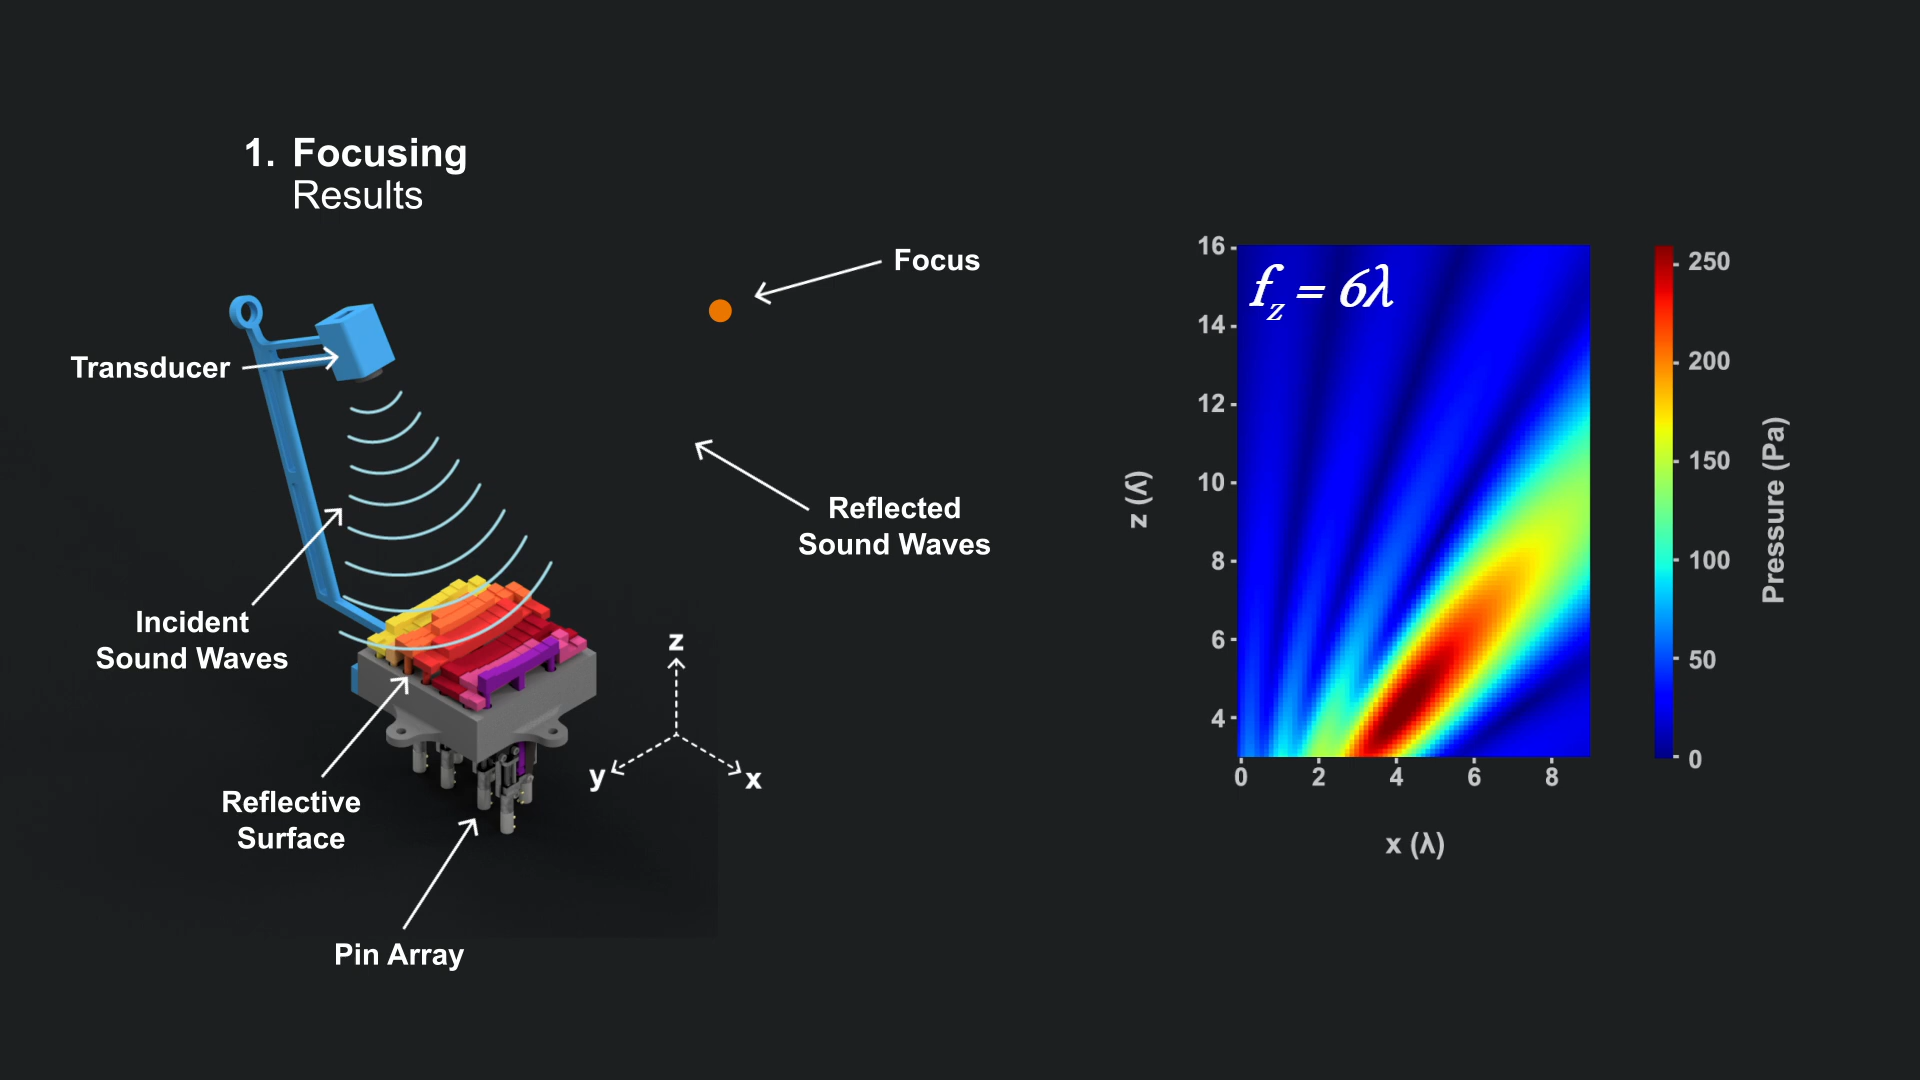 1. Focusing
Results
Focus
Transducer
Reflected
Sound Waves
Incident
Sound Waves
Reflective
Surface
Pin Array
z
y
x
f_z = 6λ
16
14
12
10
8
6
4
z (λ)
0
2
4
6
8
x (λ)
250
200
150
100
50
0
Pressure (Pa)